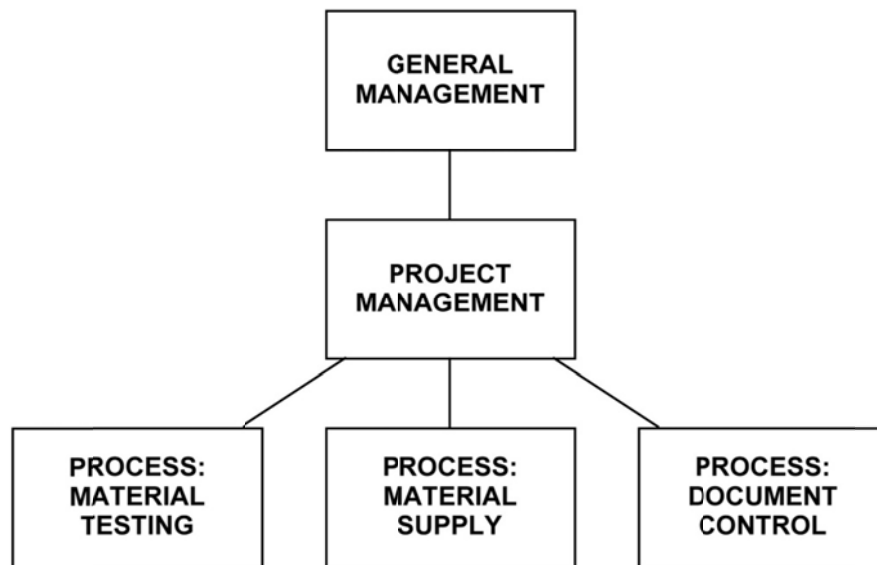 GENERAL
MANAGEMENT
PROJECT
MANAGEMENT
PROCESS:
MATERIAL
TESTING
PROCESS:
MATERIAL
SUPPLY
PROCESS:
DOCUMENT
CONTROL